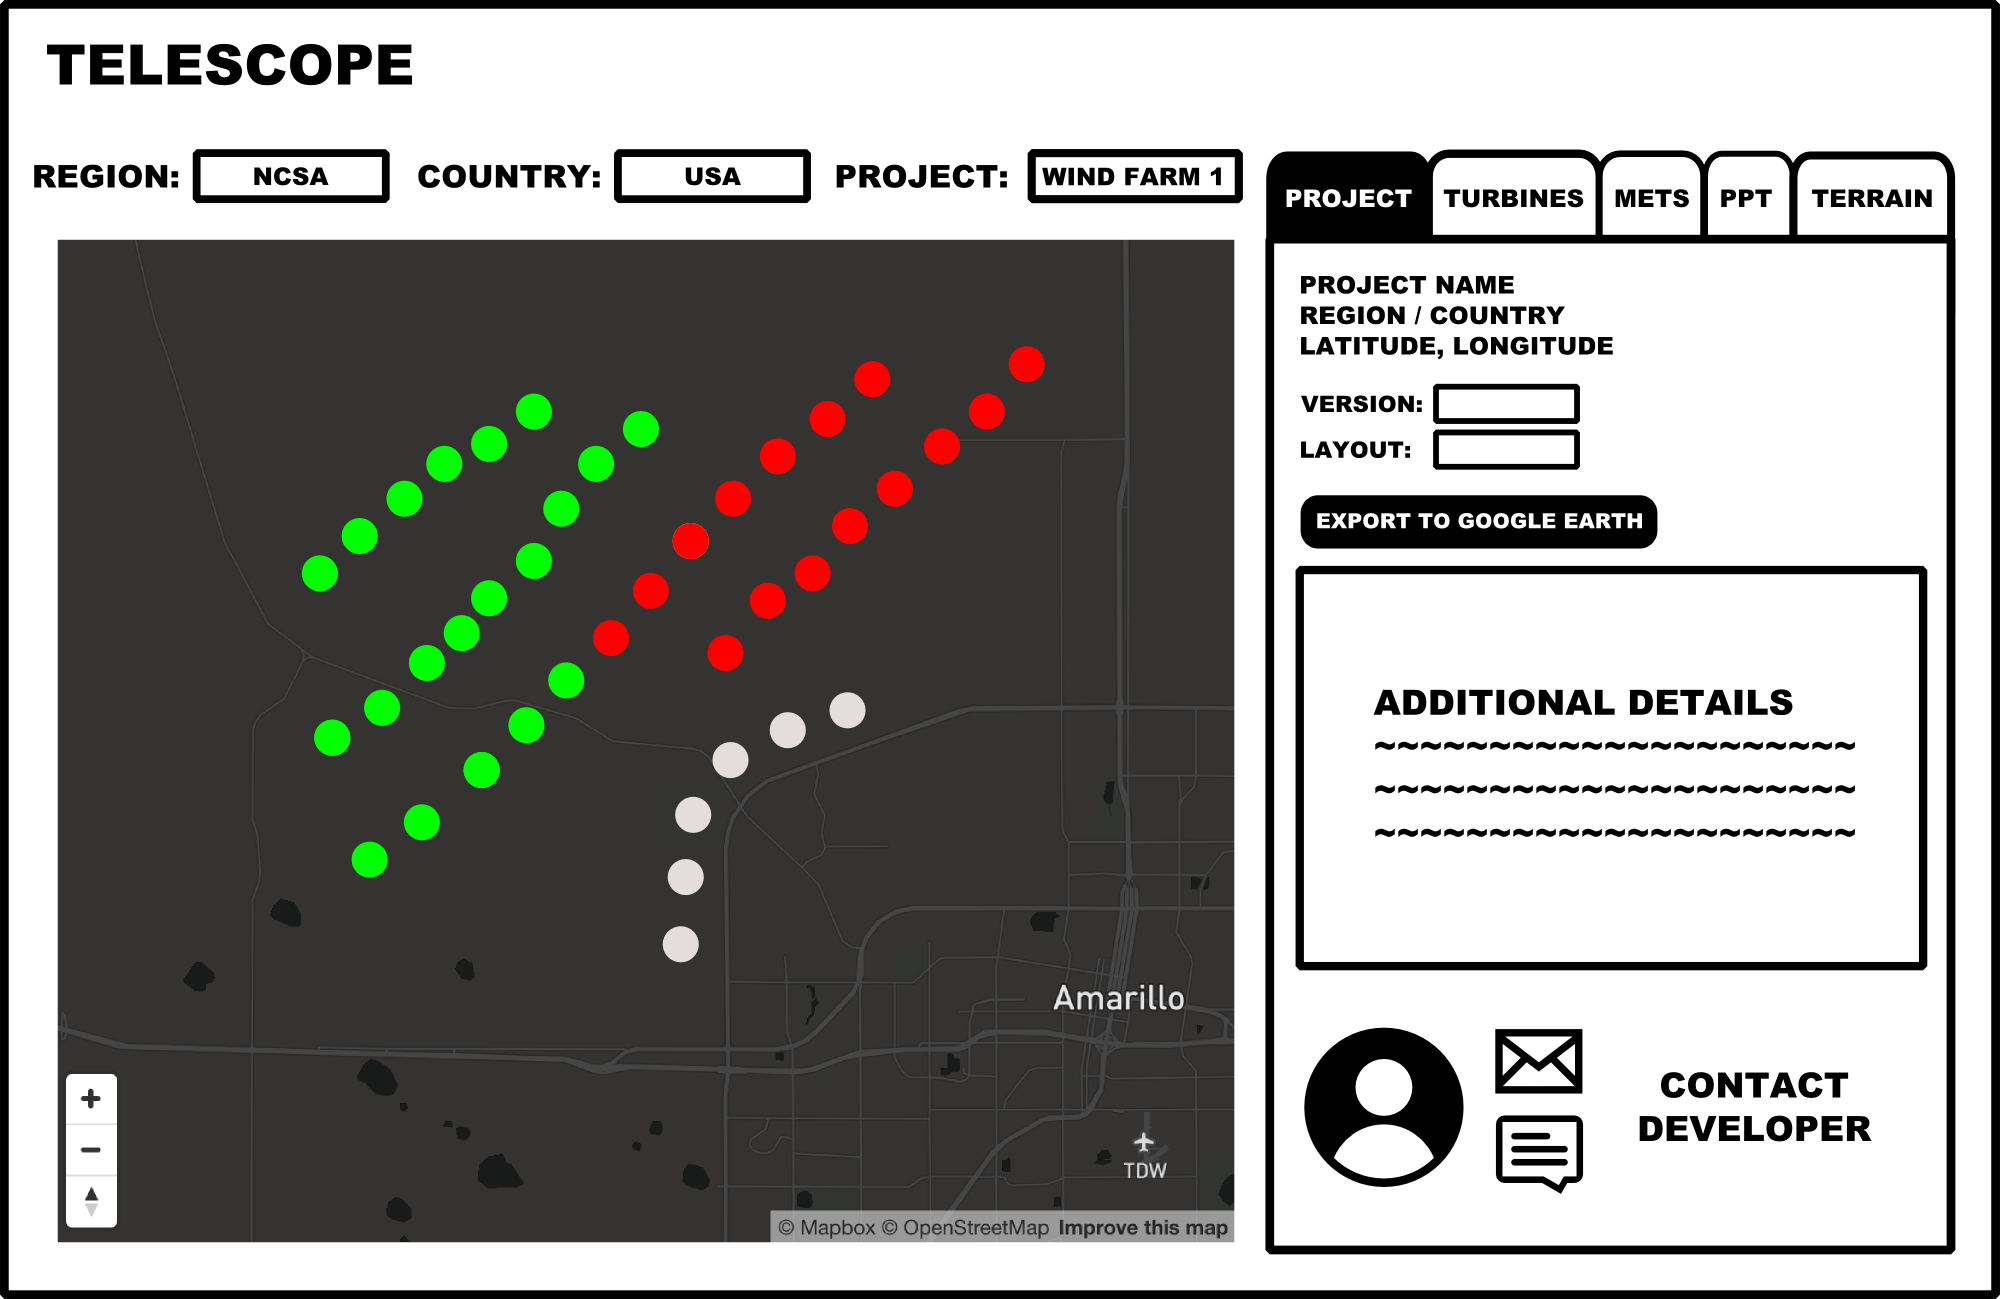 TELESCOPE
REGION: NCSA COUNTRY: USA PROJECT: WIND FARM 1
PROJECT TURBINES METS PPT TERRAIN
PROJECT NAME
REGION / COUNTRY
LATITUDE, LONGITUDE
VERSION:
LAYOUT:
EXPORT TO GOOGLE EARTH
ADDITIONAL DETAILS
~~~~~~~~~~~~~~~~~~~~~
~~~~~~~~~~~~~~~~~~~~~
~~~~~~~~~~~~~~~~~~~~~
CONTACT
DEVELOPER
Amarillo
TDW
© Mapbox © OpenStreetMap Improve this map